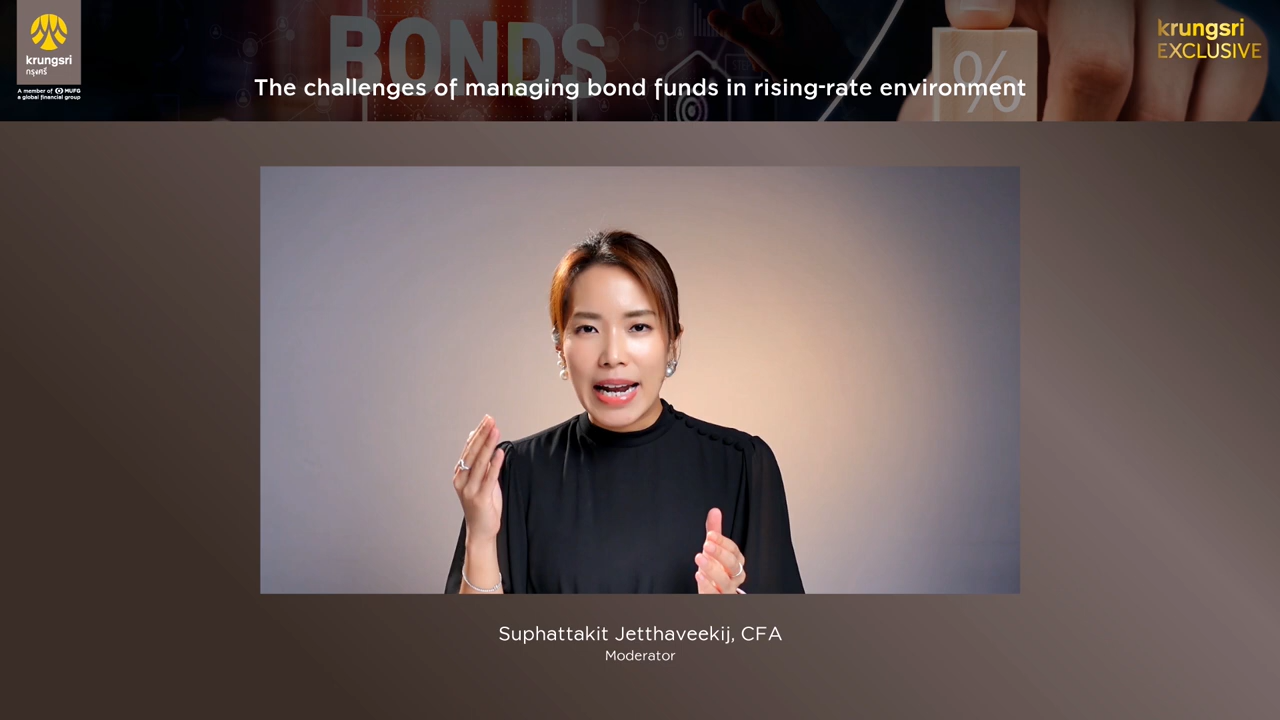 BONDS
krungsri
กรุงศรี
A member of MUFG
a global financial group
The challenges of managing bond funds in rising-rate environment
%
krungsri
EXCLUSIVE
Suphattakit Jetthaveekij, CFA
Moderator